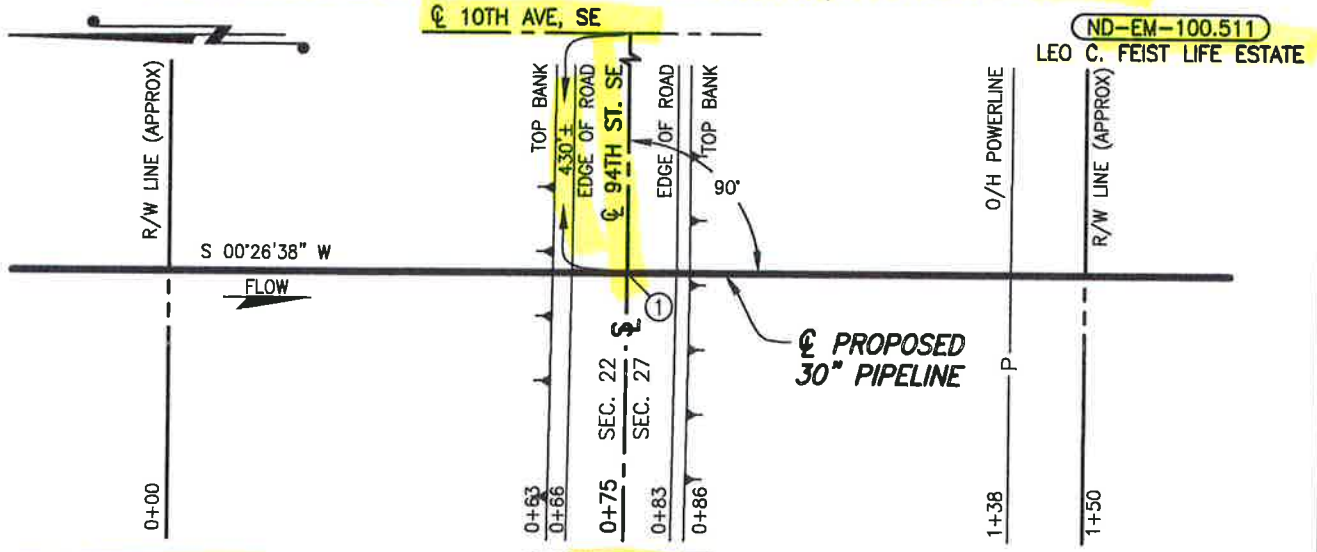 ℄ 10TH AVE, SE
ND-EM-100.511
LEO C. FEIST LIFE ESTATE
R/W LINE (APPROX)
TOP BANK
430'±
EDGE OF ROAD
℄ 94TH ST. SE
EDGE OF ROAD
TOP BANK
90°
O/H POWERLINE
R/W LINE (APPROX)
S 00°26'38" W
FLOW
1
℄ PROPOSED
30" PIPELINE
SEC. 22
SEC. 27
P
0+00
0+63
0+66
0+75
0+83
0+86
1+38
1+50